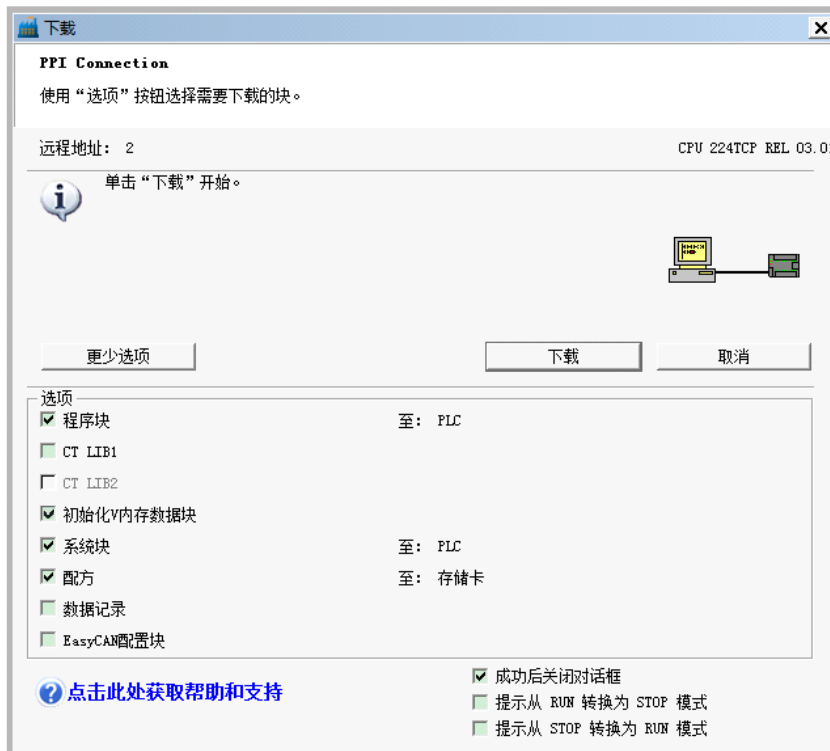 下载
PPI Connection
使用“选项”按钮选择需要下载的块。
远程地址： 2 CPU 224TCP REL 03.01
单击“下载”开始。
更少选项 下载 取消
选项
程序块 至： PLC
CT LIB1
CT LIB2
初始化V内存数据块
系统块 至： PLC
配方 至： 存储卡
数据记录
EasyCAN配置块
点击此处获取帮助和支持
成功后关闭对话框
提示从 RUN 转换为 STOP 模式
提示从 STOP 转换为 RUN 模式